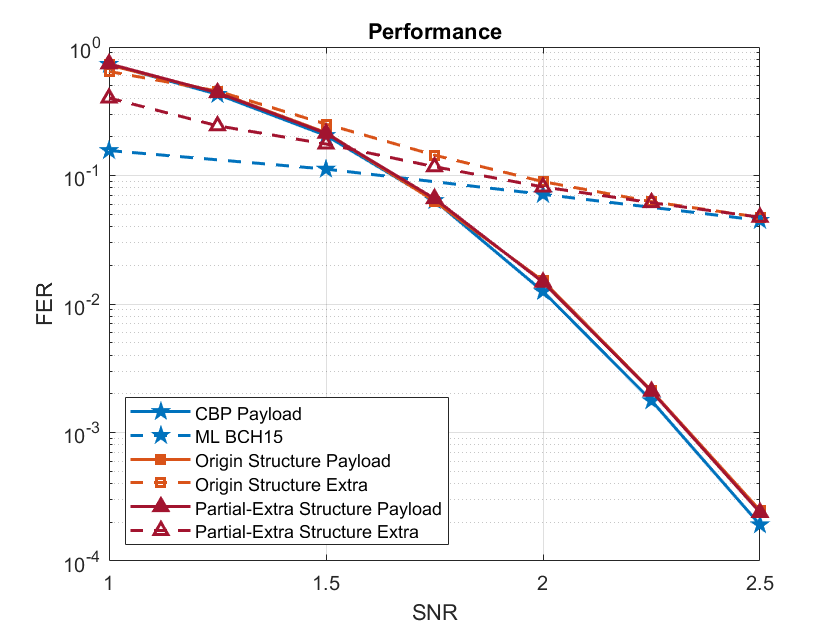 Performance
10^0
10^-1
10^-2
10^-3
10^-4
FER
CBP Payload
ML BCH15
Origin Structure Payload
Origin Structure Extra
Partial-Extra Structure Payload
Partial-Extra Structure Extra
1 1.5 2 2.5
SNR